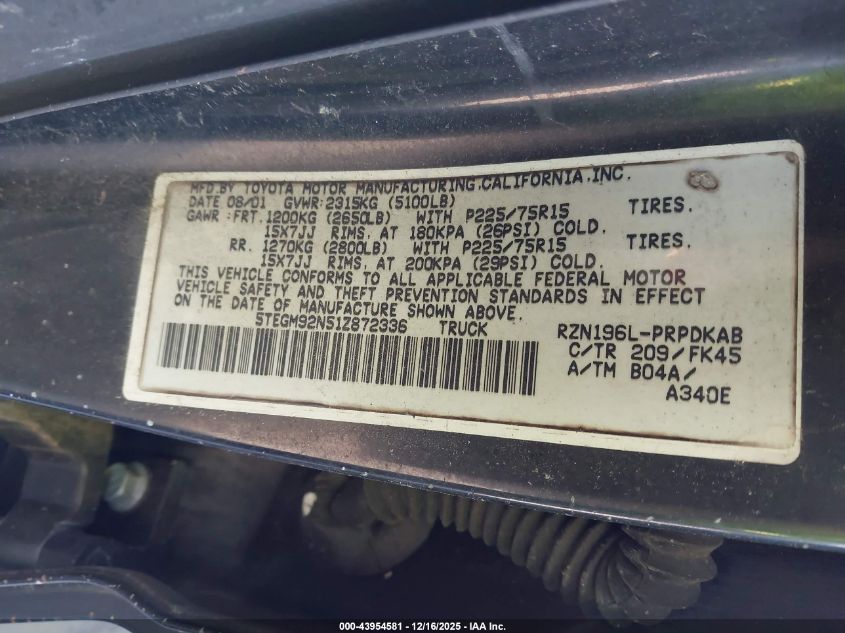 MFD.BY TOYOTA MOTOR MANUFACTURING,CALIFORNIA,INC.
DATE 08/01 GVWR:2315KG (5100LB)
GAWR:FRT.1200KG (2650LB) WITH P225/75R15 TIRES.
15X7JJ RIMS. AT 180KPA (26PSI) COLD.
RR. 1270KG (2800LB) WITH P225/75R15 TIRES.
15X7JJ RIMS. AT 200KPA (29PSI) COLD.
THIS VEHICLE CONFORMS TO ALL APPLICABLE FEDERAL MOTOR
VEHICLE SAFETY AND THEFT PREVENTION STANDARDS IN EFFECT
ON THE DATE OF MANUFACTURE SHOWN ABOVE.
5TEGM92N51Z872336 TRUCK
RZN196L-PRPDKAB
C/TR 209/FK45
A/TM B04A/
A340E
000-43954581 - 12/16/2025 - IAA Inc.